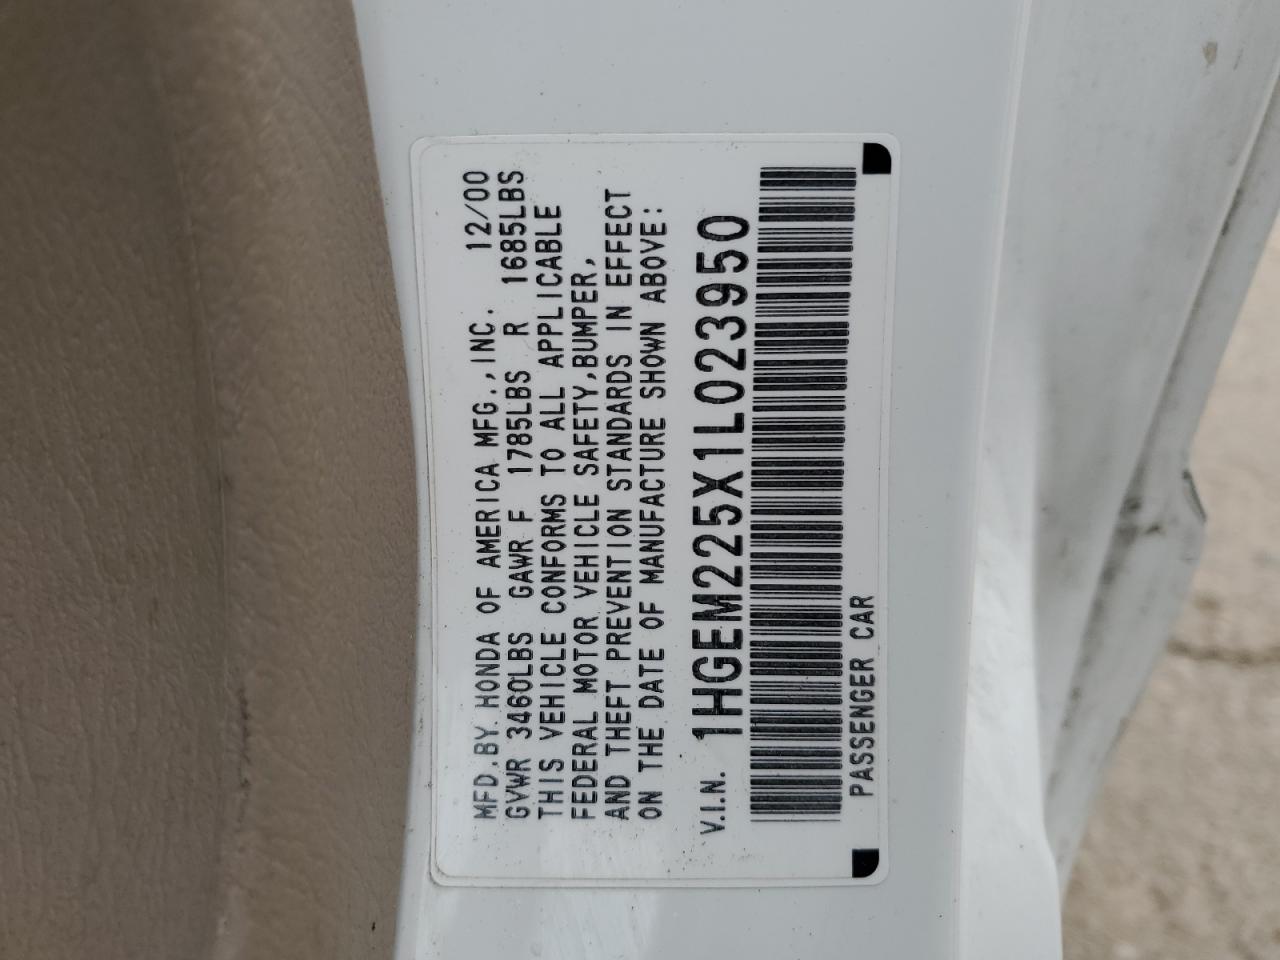 MFD.BY.HONDA OF AMERICA MFG.,INC. 12/00
GVWR 3460LBS GAWR F 1785LBS R 1685LBS
THIS VEHICLE CONFORMS TO ALL APPLICABLE
FEDERAL MOTOR VEHICLE SAFETY,BUMPER,
AND THEFT PREVENTION STANDARDS IN EFFECT
ON THE DATE OF MANUFACTURE SHOWN ABOVE:
V.I.N. 1HGEM225X1L023950
PASSENGER CAR